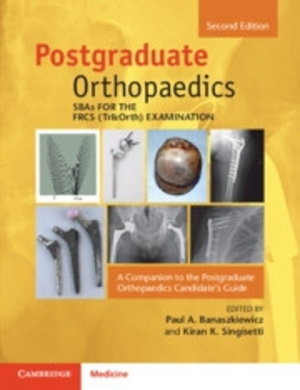 Second Edition
Postgraduate
Orthopaedics
SBAs FOR THE
FRCS (Tr&Orth) EXAMINATION
A Companion to the Postgraduate
Orthopaedics Candidate's Guide
EDITED BY
Paul A. Banaszkiewicz
and Kiran K. Singisetti
CAMBRIDGE Medicine